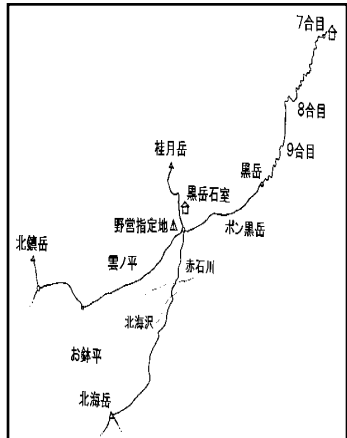 7合目
8合目
9合目
桂月岳
黒岳
黒岳石室
野営指定地
ポン黒岳
北鎮岳
雲ノ平
赤石川
北海沢
お鉢平
北海岳